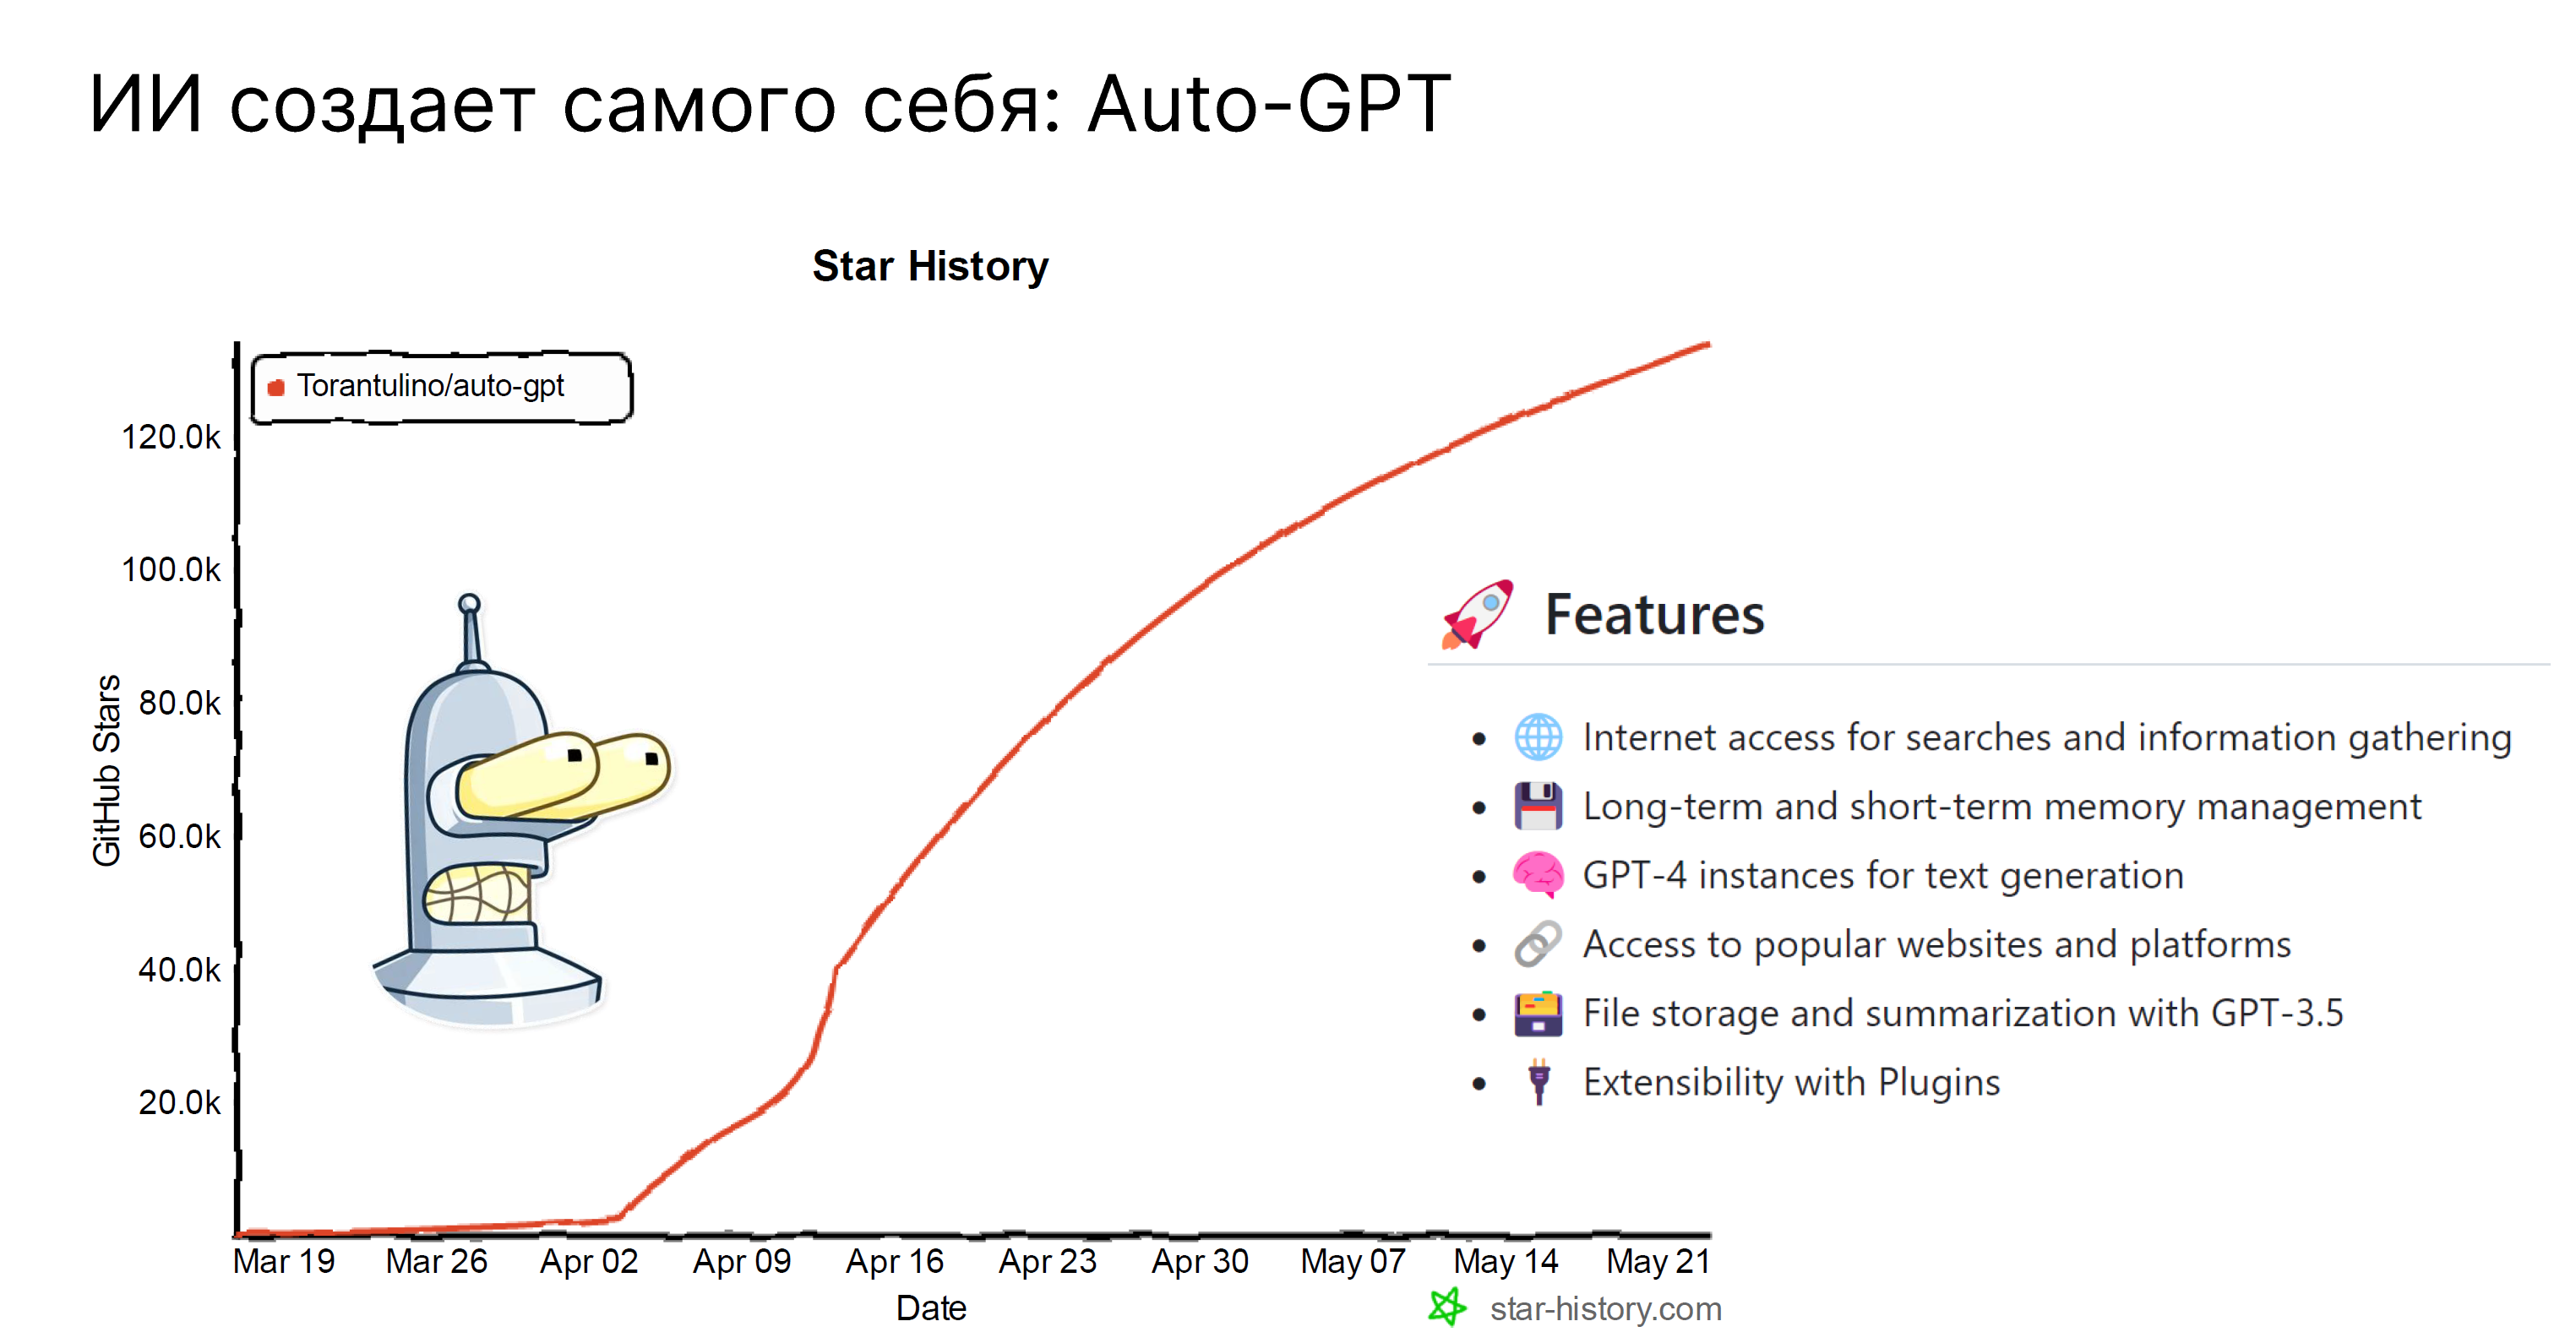 ИИ создает самого себя: Auto-GPT
Star History
Torantulino/auto-gpt
120.0k
100.0k
80.0k
60.0k
40.0k
20.0k
GitHub Stars
Mar 19
Mar 26
Apr 02
Apr 09
Apr 16
Apr 23
Apr 30
May 07
May 14
May 21
Date
star-history.com
Features
Internet access for searches and information gathering
Long-term and short-term memory management
GPT-4 instances for text generation
Access to popular websites and platforms
File storage and summarization with GPT-3.5
Extensibility with Plugins